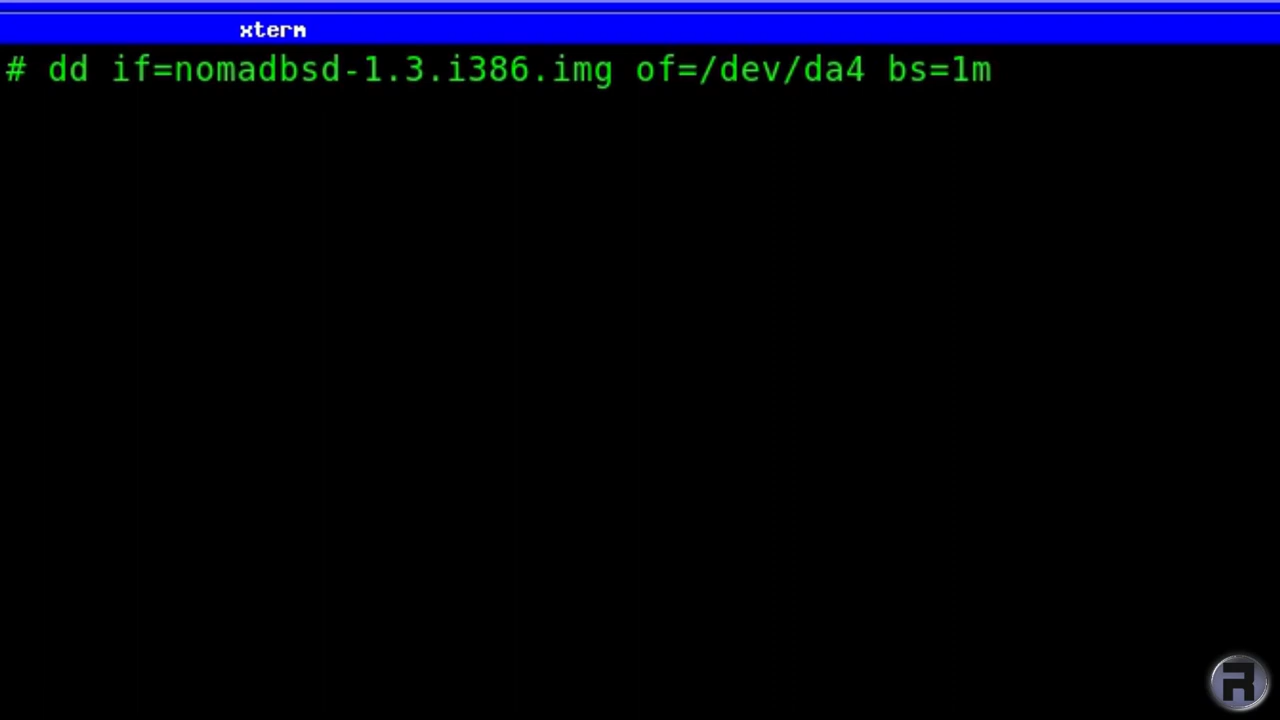 xterm
# dd if=nomadbsd-1.3.i386.img of=/dev/da4 bs=1m